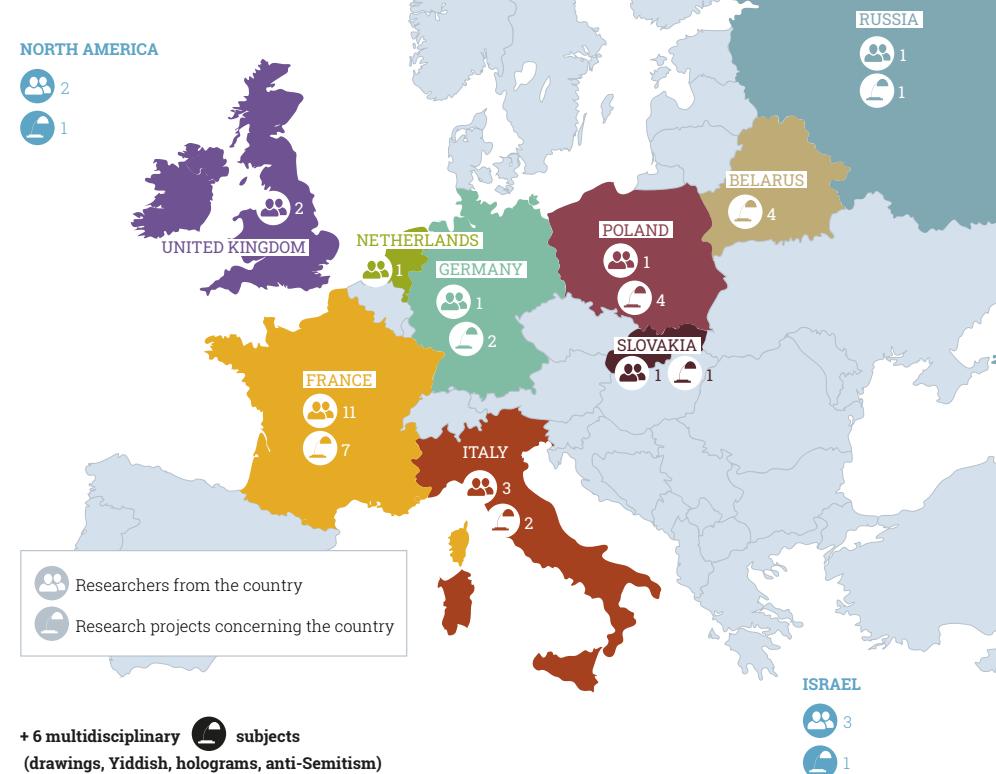 NORTH AMERICA
2
1
RUSSIA
1
1
BELARUS
4
UNITED KINGDOM
2
NETHERLANDS
1
GERMANY
1
2
POLAND
1
4
SLOVAKIA
1 1
FRANCE
11
7
ITALY
3
2
Researchers from the country
Research projects concerning the country
ISRAEL
3
1
+ 6 multidisciplinary subjects
(drawings, Yiddish, holograms, anti-Semitism)